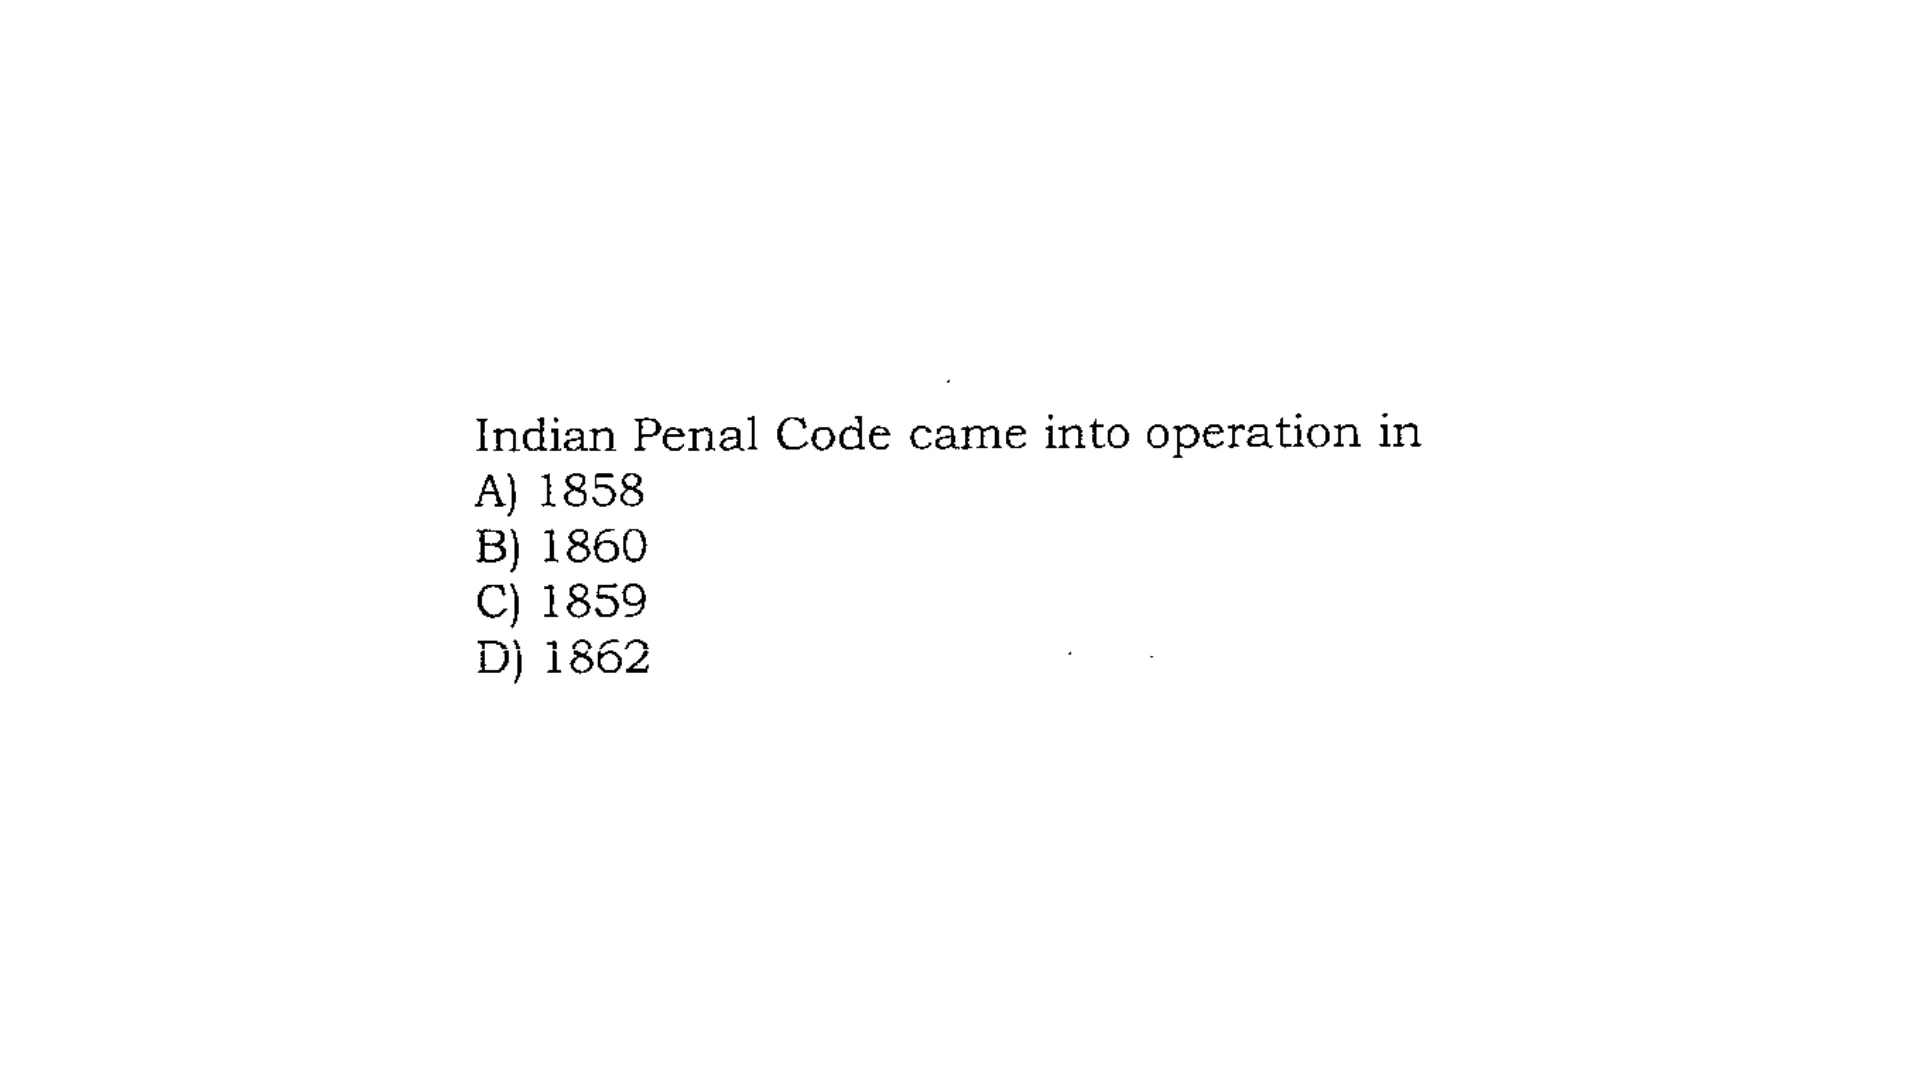 Indian Penal Code came into operation in
A) 1858
B) 1860
C) 1859
D) 1862